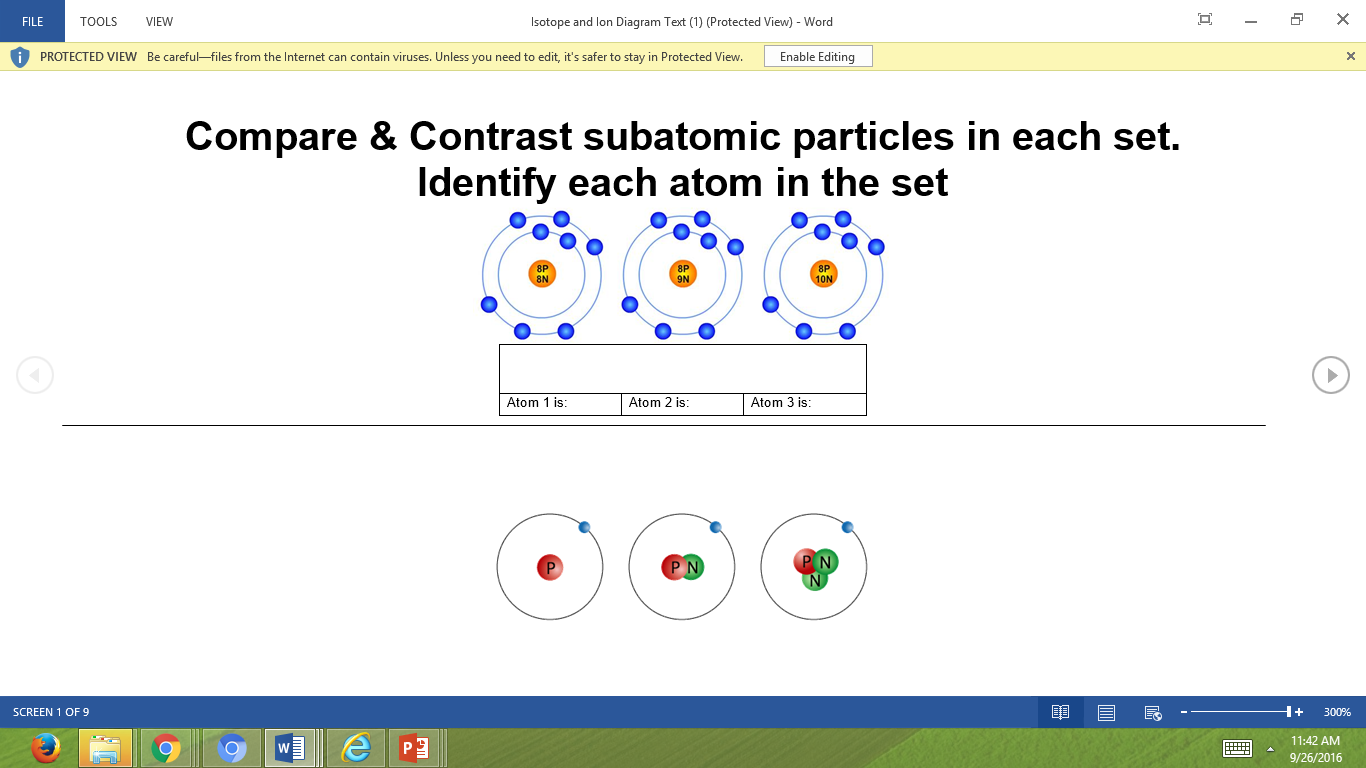 FILE TOOLS VIEW Isotope and Ion Diagram Text (1) (Protected View) - Word
PROTECTED VIEW Be careful—files from the Internet can contain viruses. Unless you need to edit, it's safer to stay in Protected View. Enable Editing
Compare & Contrast subatomic particles in each set.
Identify each atom in the set
8P 8P 8P
8N 9N 10N
Atom 1 is: Atom 2 is: Atom 3 is:
P P N P N
N
SCREEN 1 OF 9 300%
11:42 AM
9/26/2016